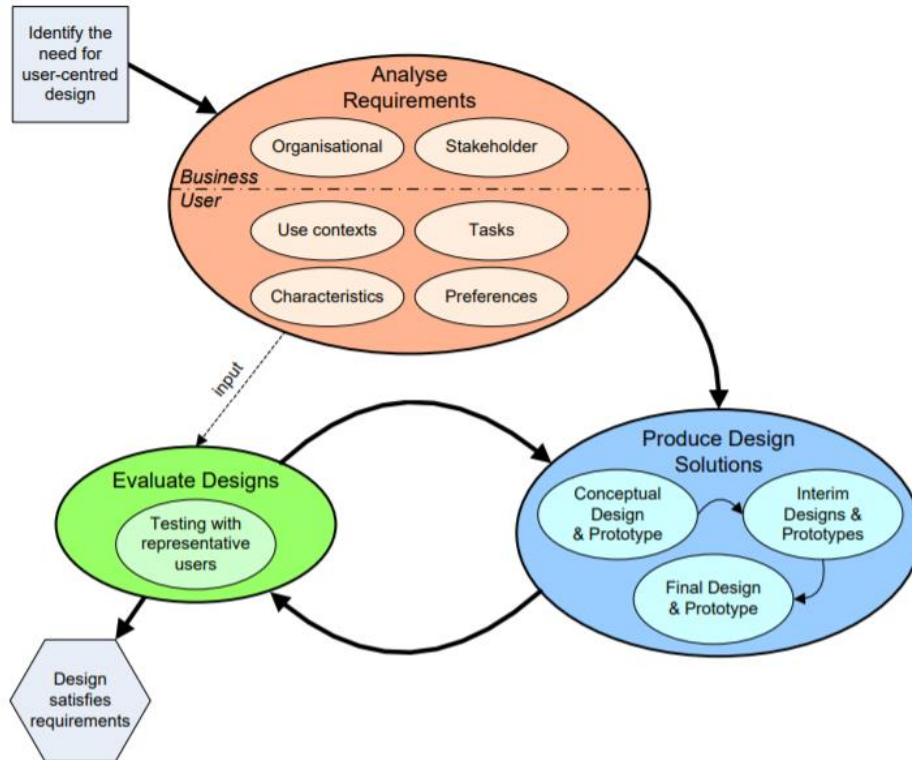 Identify the
need for
user-centred
design
Analyse
Requirements
Organisational
Stakeholder
Business
User
Use contexts
Tasks
Characteristics
Preferences
input
Evaluate Designs
Testing with
representative
users
Produce Design
Solutions
Conceptual
Design
& Prototype
Interim
Designs &
Prototypes
Final Design
& Prototype
Design
satisfies
requirements